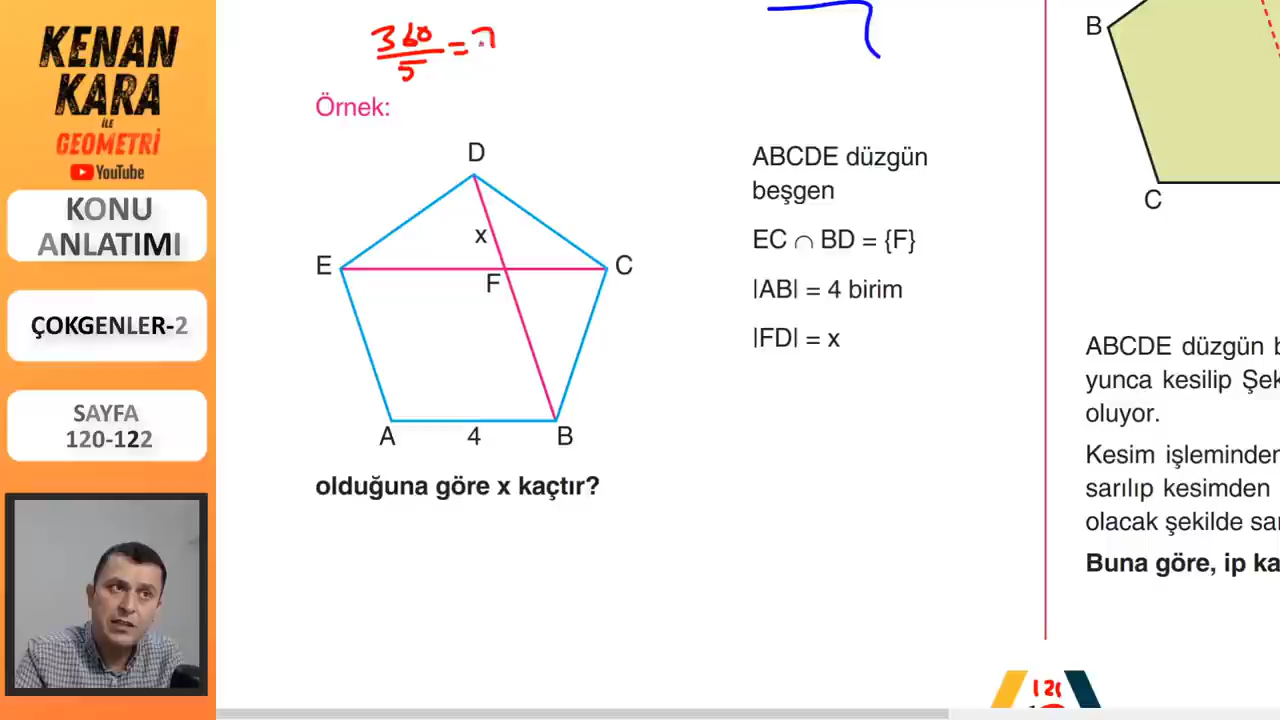 KENAN
KARA
İLE
GEOMETRİ
YouTube
KONU
ANLATIMI
ÇOKGENLER-2
SAYFA
120-122
360
5
= 7
Örnek:
D
x
E
F
C
A
4
B
ABCDE düzgün
beşgen
EC ∩ BD = {F}
|AB| = 4 birim
|FD| = x
olduğuna göre x kaçtır?
B
C
ABCDE düzgün
yunca kesilip Şek
oluyor.
Kesim işleminden
sarılıp kesimden
olacak şekilde sar
Buna göre, ip ka